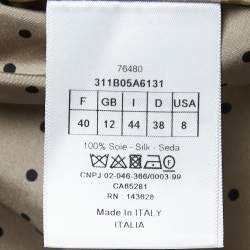 76480
311B05A6131
F GB I D USA
40 12 44 38 8
100% Soie - Silk - Seda
CNPJ 02-046-366/0003-99
CA65281
RN : 143628
Made In ITALY
ITALIA